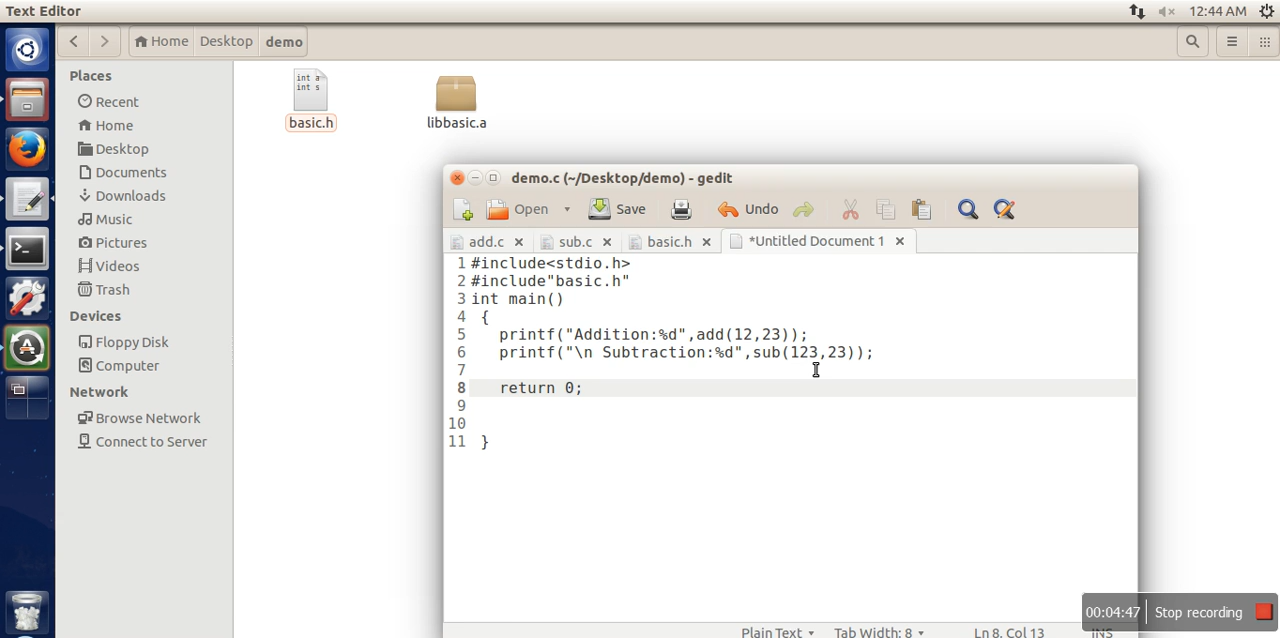 Text Editor
12:44 AM
Home Desktop demo
Places
Recent
Home
Desktop
Documents
Downloads
Music
Pictures
Videos
Trash
Devices
Floppy Disk
Computer
Network
Browse Network
Connect to Server
int a
int s
basic.h
libbasic.a
demo.c (~/Desktop/demo) - gedit
Open Save Undo
add.c sub.c basic.h *Untitled Document 1
1 #include<stdio.h>
2 #include"basic.h"
3 int main()
4 {
5 printf("Addition:%d",add(12,23));
6 printf("\n Subtraction:%d",sub(123,23));
7
8 return 0;
9
10
11 }
Plain Text Tab Width: 8 Ln 8, Col 13 INS
00:04:47 Stop recording